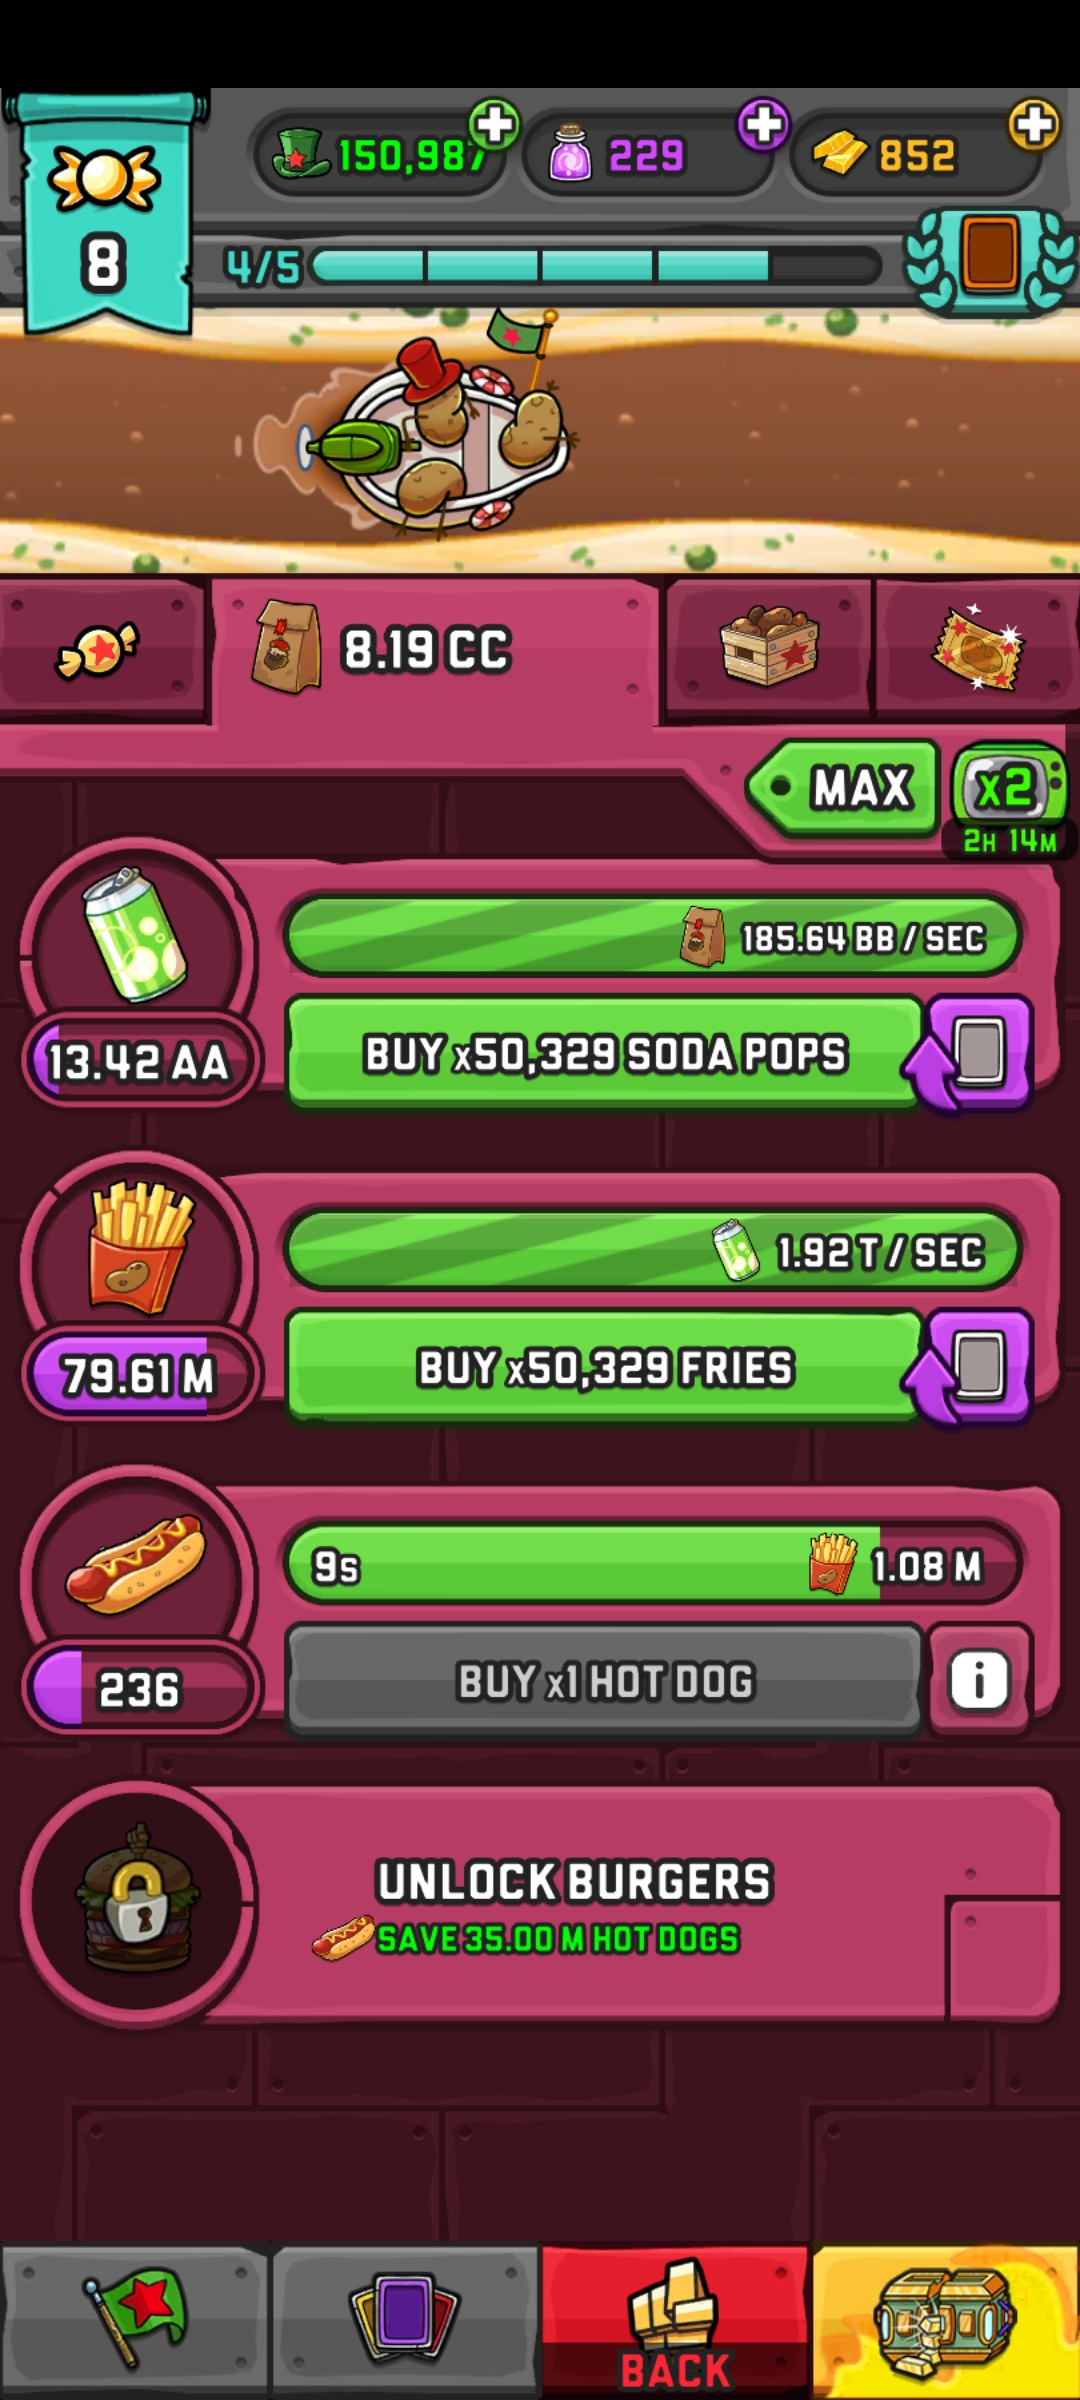 150,987
229
852
8
4/5
8.19 CC
MAX
x2
2H 14M
185.64 BB / SEC
13.42 AA
BUY x50,329 SODA POPS
1.92 T / SEC
79.61 M
BUY x50,329 FRIES
9s
1.08 M
236
BUY x1 HOT DOG
i
UNLOCK BURGERS
SAVE 35.00 M HOT DOGS
BACK